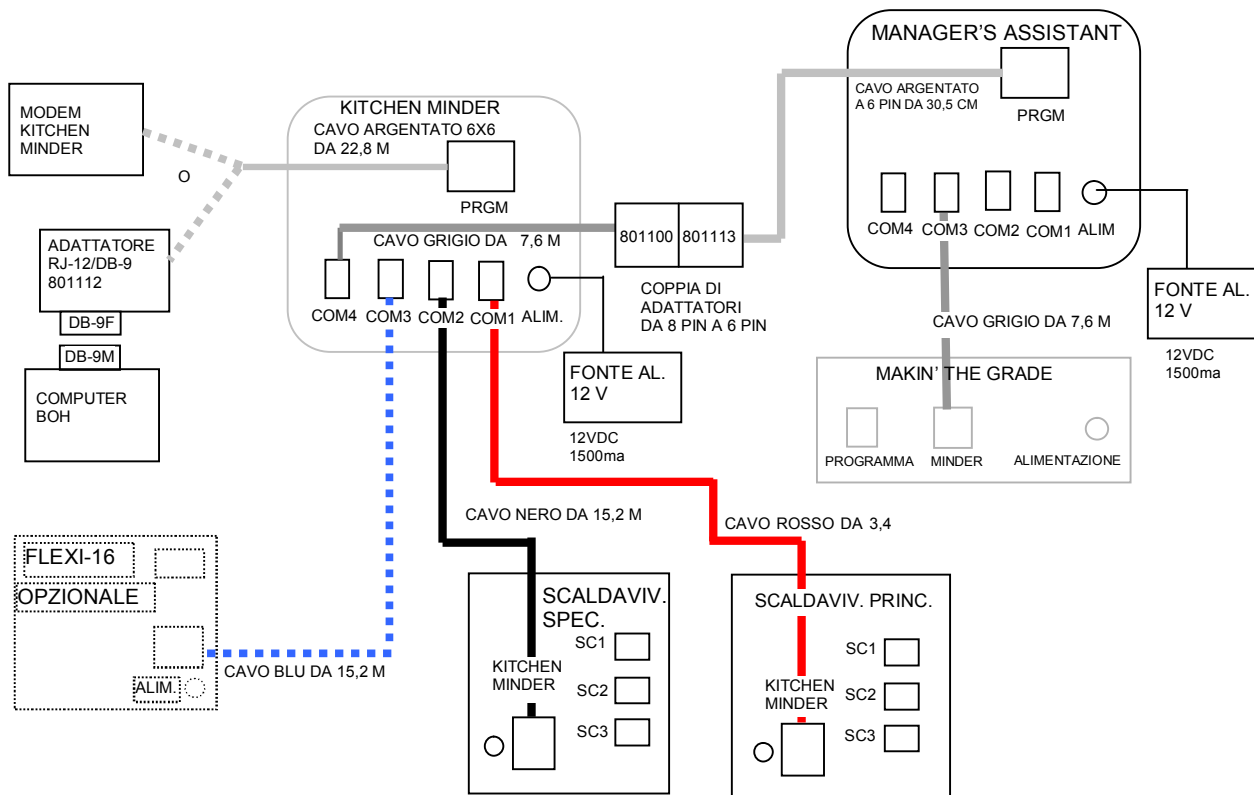 MANAGER'S ASSISTANT
CAVO ARGENTATO
A 6 PIN DA 30,5 CM
PRGM
COM4
COM3
COM2
COM1
ALIM
FONTE AL.
12 V
12VDC
1500ma
CAVO GRIGIO DA 7,6 M
MAKIN' THE GRADE
PROGRAMMA
MINDER
ALIMENTAZIONE
MODEM
KITCHEN
MINDER
O
ADATTATORE
RJ-12/DB-9
801112
DB-9F
DB-9M
COMPUTER
BOH
KITCHEN MINDER
CAVO ARGENTATO 6X6
DA 22,8 M
PRGM
CAVO GRIGIO DA 7,6 M
COM4
COM3
COM2
COM1
ALIM.
801100
801113
COPPIA DI
ADATTATORI
DA 8 PIN A 6 PIN
FONTE AL.
12 V
12VDC
1500ma
FLEXI-16
OPZIONALE
ALIM.
CAVO BLU DA 15,2 M
CAVO NERO DA 15,2 M
CAVO ROSSO DA 3,4
SCALDAVIV.
SPEC.
SC1
SC2
SC3
KITCHEN
MINDER
SCALDAVIV. PRINC.
SC1
SC2
SC3
KITCHEN
MINDER